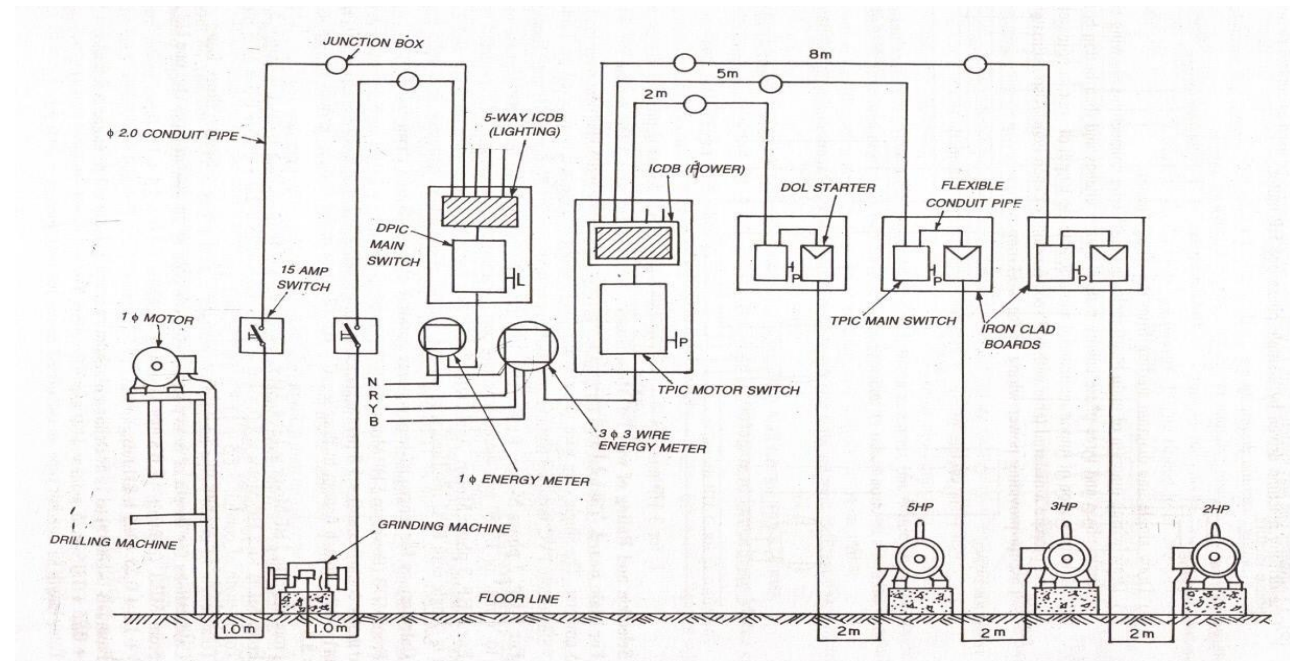 JUNCTION BOX
8m
5m
2m
5-WAY ICDB
(LIGHTING)
φ 2.0 CONDUIT PIPE
ICDB (POWER)
DOL STARTER
FLEXIBLE
CONDUIT PIPE
DPIC
MAIN
SWITCH
15 AMP
SWITCH
L
P
P
P
P
1 φ MOTOR
TPIC MAIN SWITCH
IRON CLAD
BOARDS
N
R
Y
B
TPIC MOTOR SWITCH
3 φ 3 WIRE
ENERGY METER
1 φ ENERGY METER
5HP
3HP
2HP
GRINDING MACHINE
DRILLING MACHINE
FLOOR LINE
1.0m
1.0m
2m
2m
2m